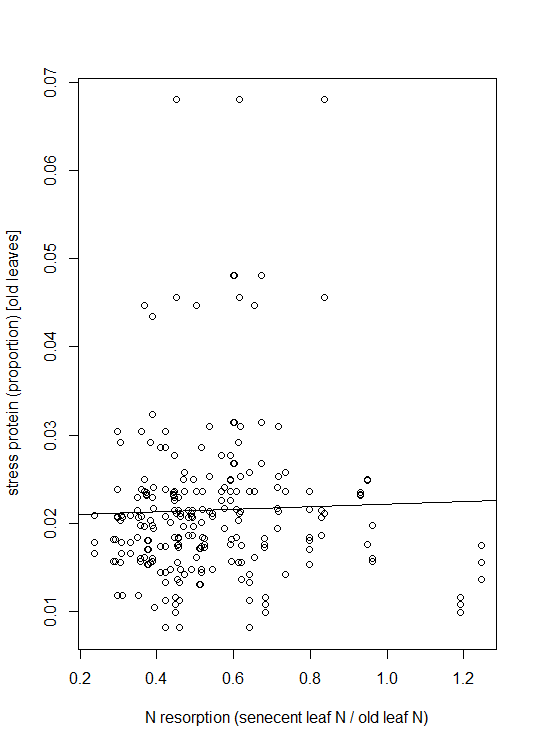 stress protein (proportion) [old leaves]
0.07
0.06
0.05
0.04
0.03
0.02
0.01
0.2 0.4 0.6 0.8 1.0 1.2
N resorption (senecent leaf N / old leaf N)